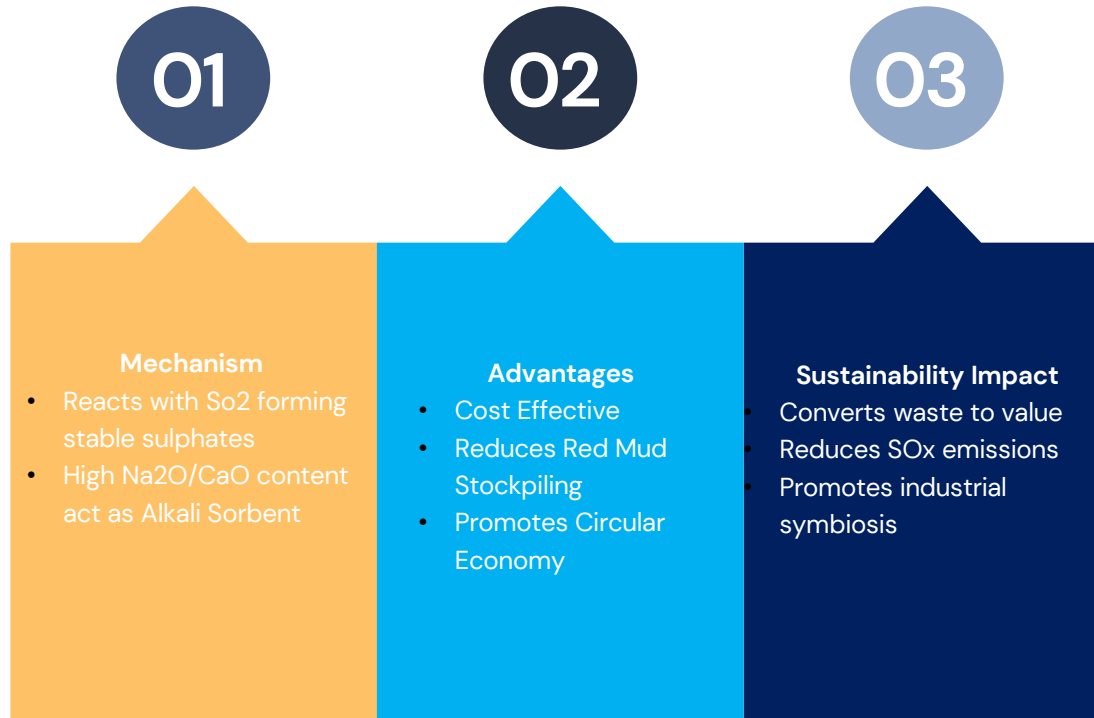 01
02
03
Mechanism
• Reacts with So2 forming
stable sulphates
• High Na2O/CaO content
act as Alkali Sorbent
Advantages
• Cost Effective
• Reduces Red Mud
Stockpiling
• Promotes Circular
Economy
Sustainability Impact
• Converts waste to value
• Reduces SOx emissions
• Promotes industrial
symbiosis